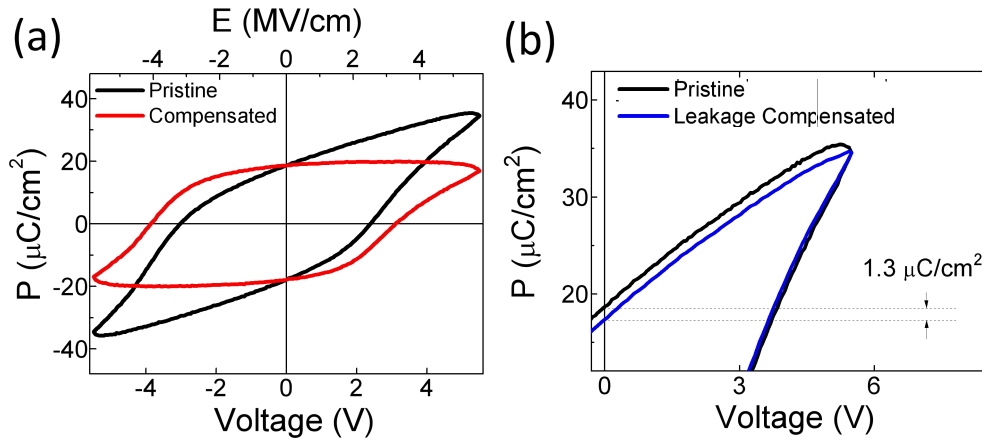 (a)
E (MV/cm)
-4 -2 0 2 4
Pristine
Compensated
40
20
0
-20
-40
P (μC/cm²)
-4 -2 0 2 4
Voltage (V)
(b)
Pristine
Leakage Compensated
40
30
20
P (μC/cm²)
1.3 μC/cm²
0 3 6
Voltage (V)